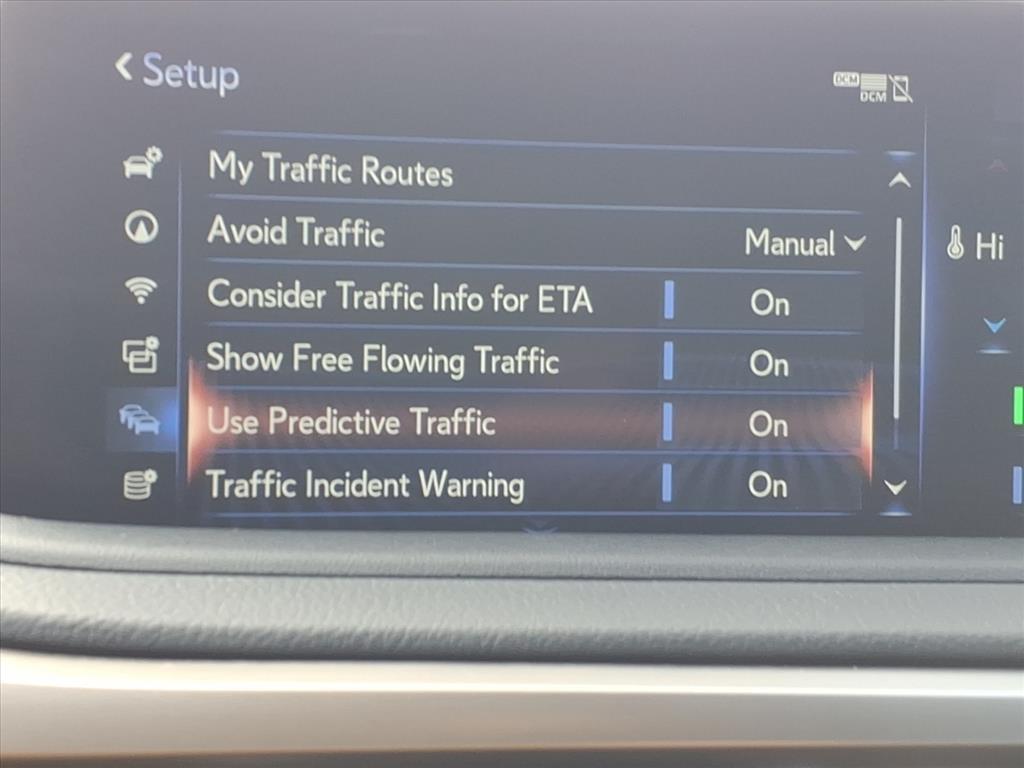 Setup
DCM
DCM
My Traffic Routes
Avoid Traffic Manual
Consider Traffic Info for ETA On
Show Free Flowing Traffic On
Use Predictive Traffic On
Traffic Incident Warning On
Hi